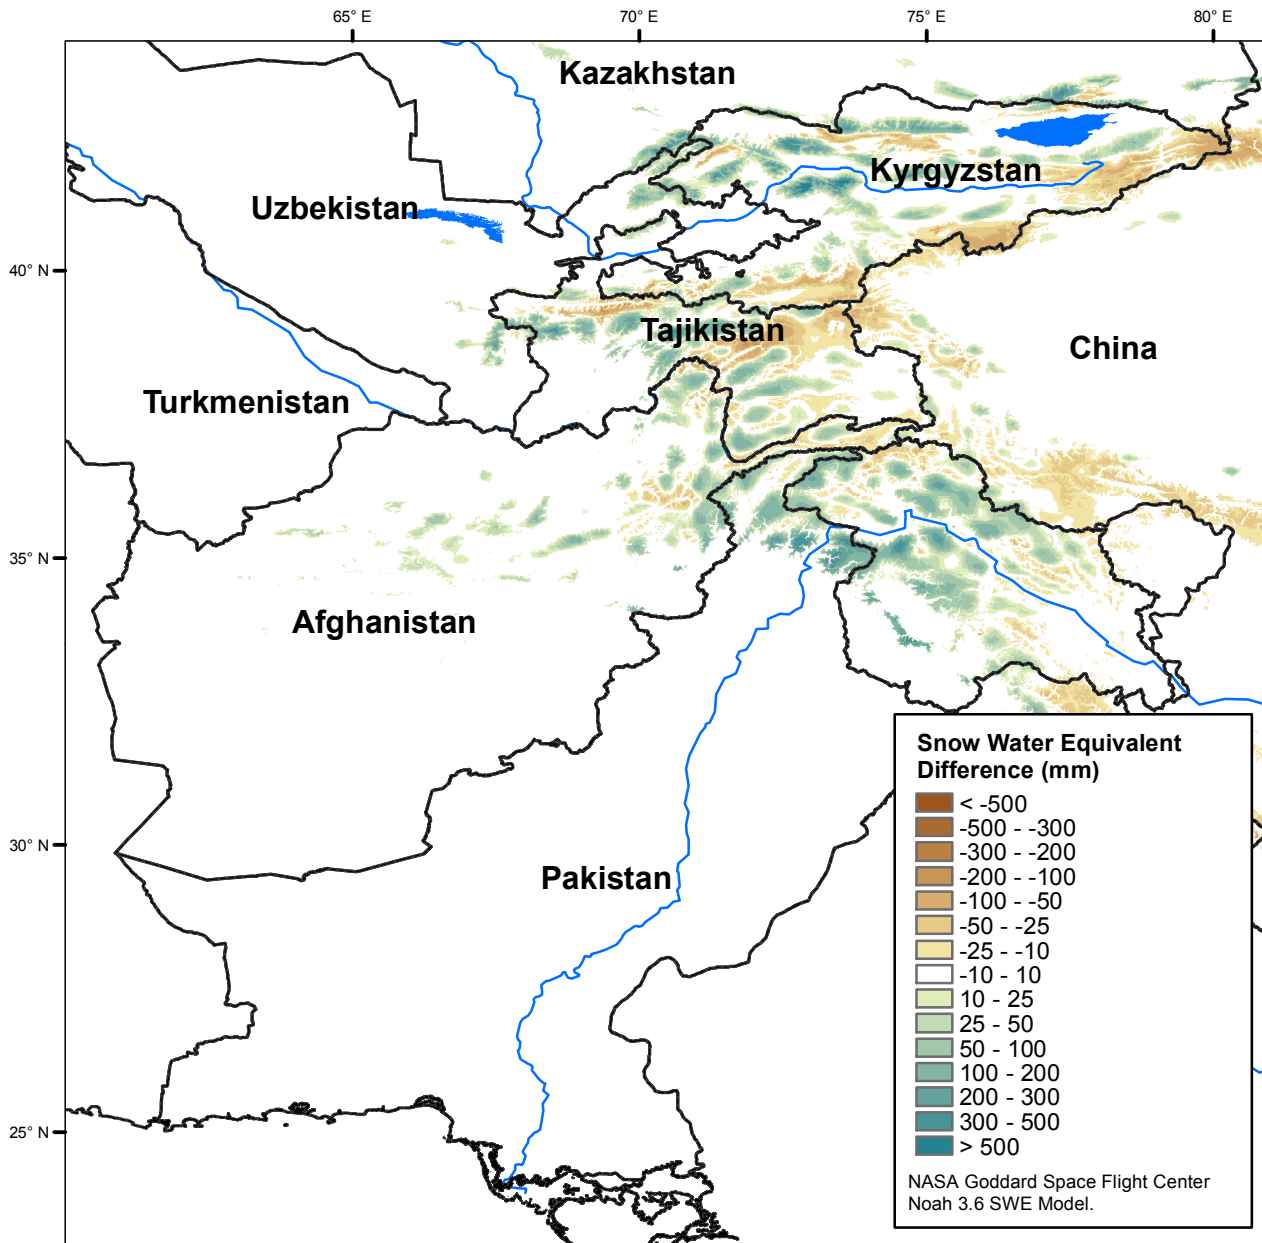 65° E
70° E
75° E
80° E
Kazakhstan
Kyrgyzstan
Uzbekistan
40° N
Tajikistan
China
Turkmenistan
35° N
Afghanistan
30° N
Pakistan
25° N
Snow Water Equivalent
Difference (mm)
< -500
-500 - -300
-300 - -200
-200 - -100
-100 - -50
-50 - -25
-25 - -10
-10 - 10
10 - 25
25 - 50
50 - 100
100 - 200
200 - 300
300 - 500
> 500
NASA Goddard Space Flight Center
Noah 3.6 SWE Model.